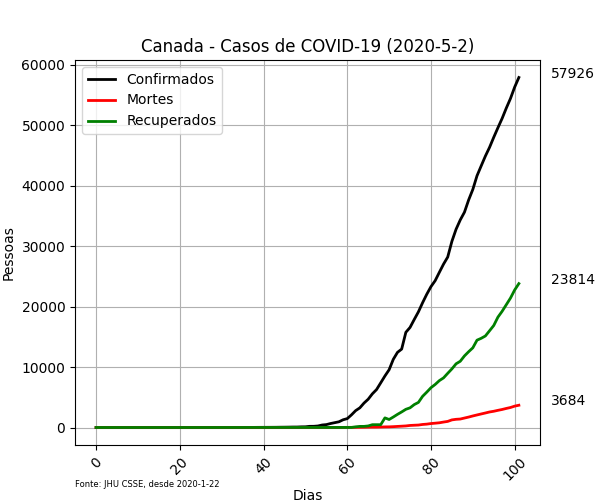 Canada - Casos de COVID-19 (2020-5-2)
Confirmados
Mortes
Recuperados
60000
50000
40000
30000
20000
10000
0
Pessoas
57926
23814
3684
0
20
40
60
80
100
Dias
Fonte: JHU CSSE, desde 2020-1-22